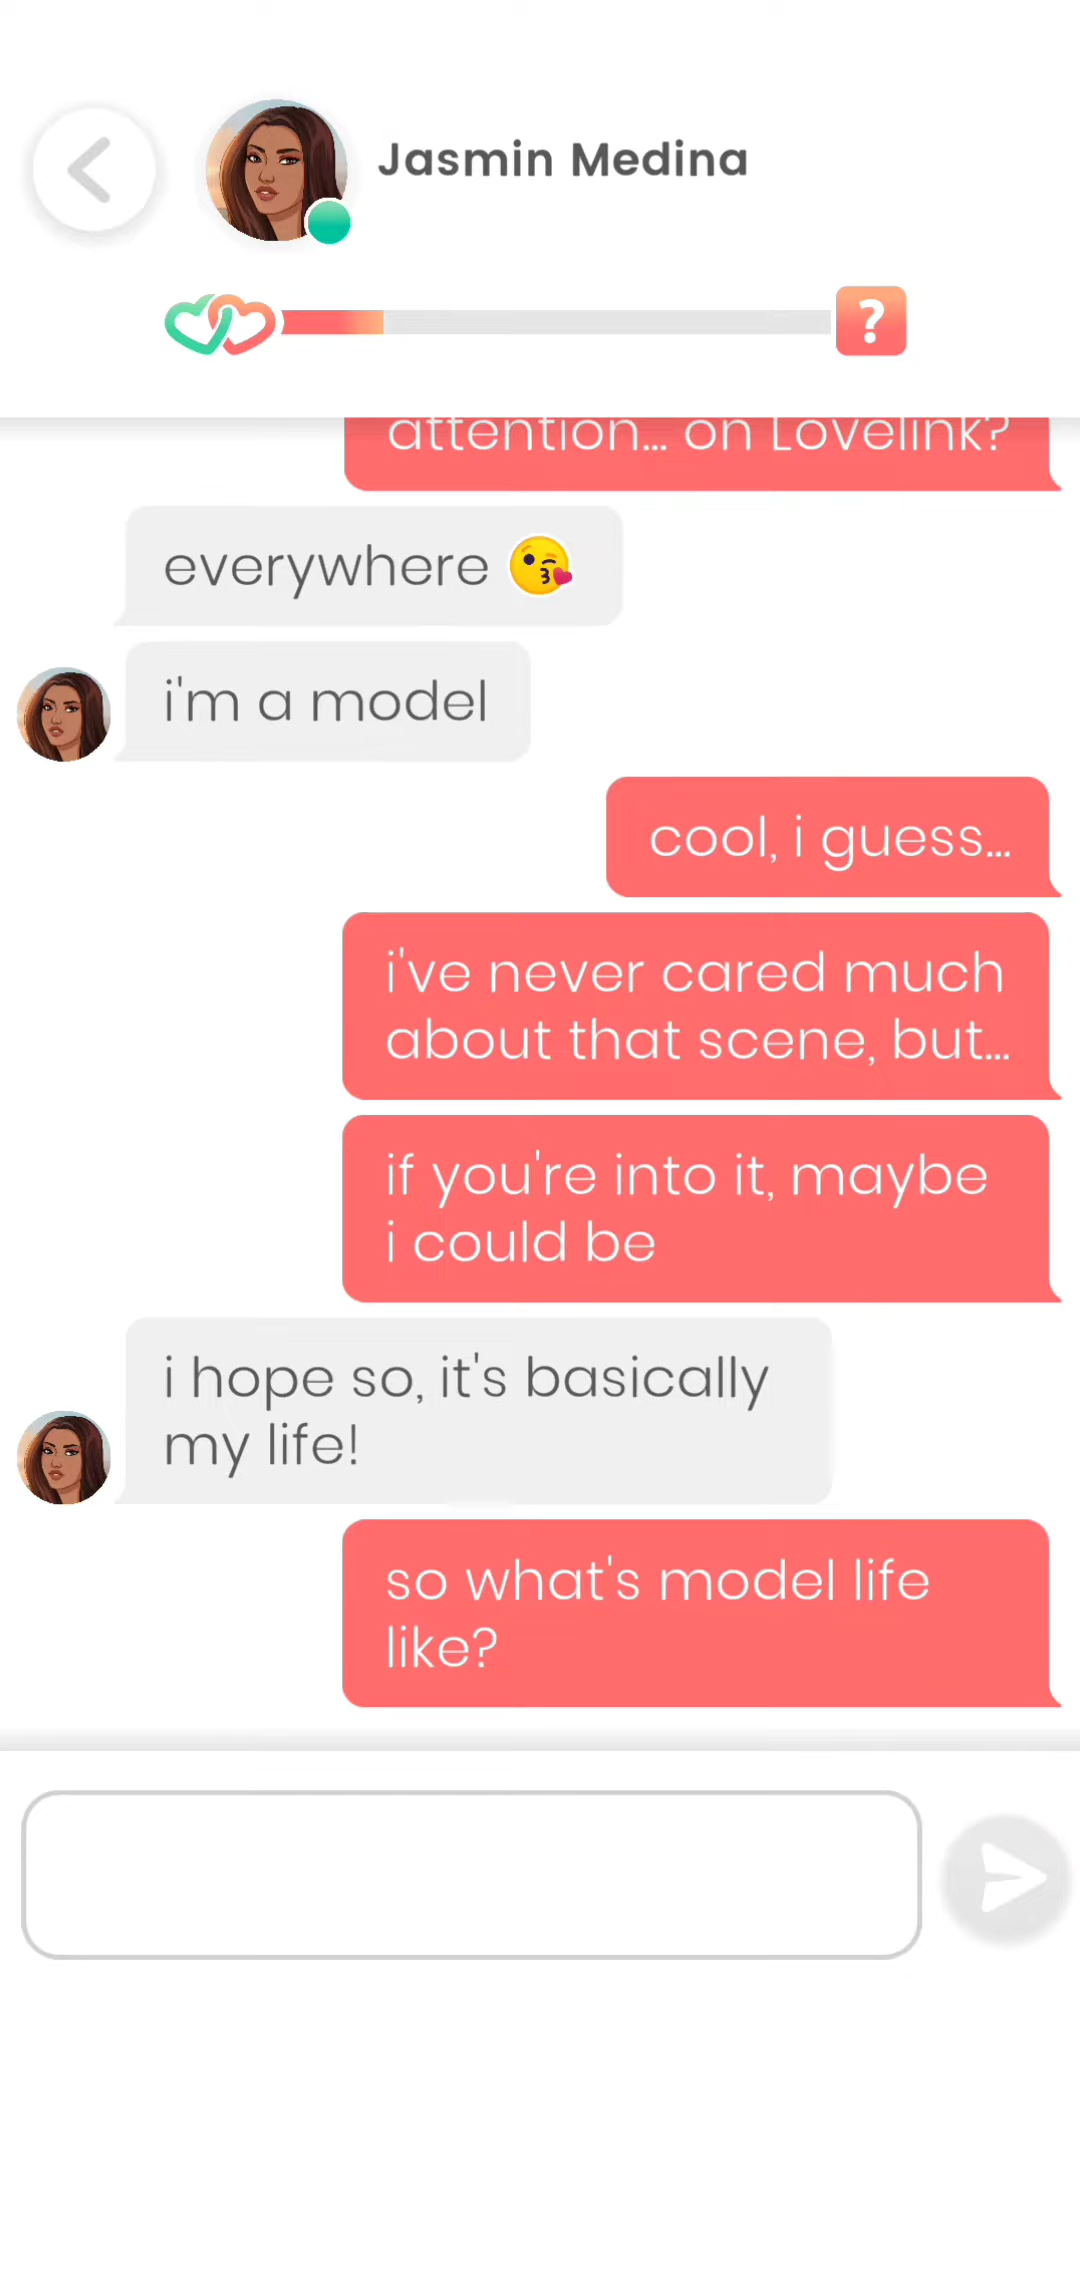 Jasmin Medina
?
attention... on Lovelink?
everywhere 😘
i'm a model
cool, i guess...
i've never cared much
about that scene, but...
if you're into it, maybe
i could be
i hope so, it's basically
my life!
so what's model life
like?